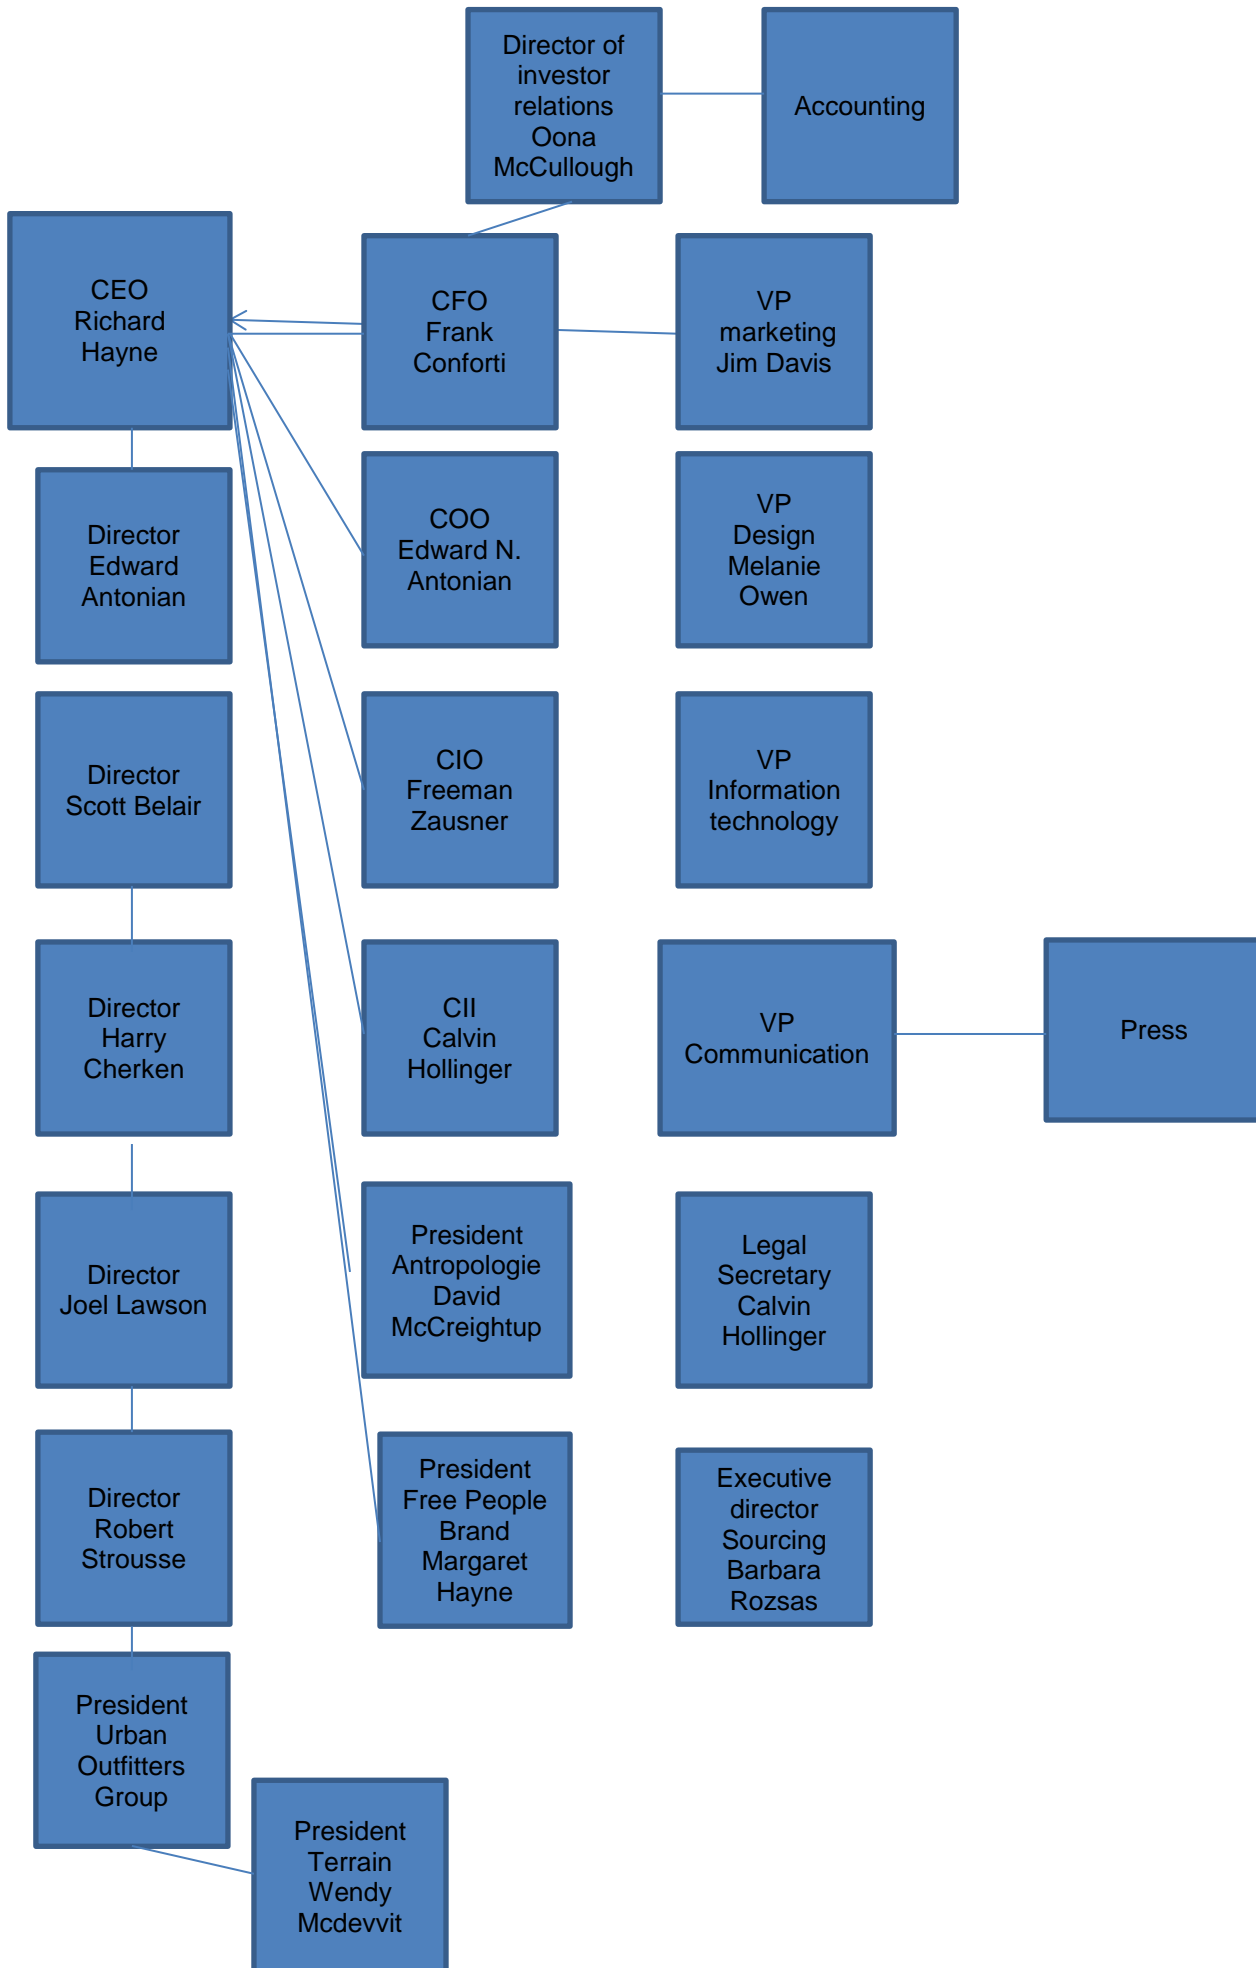 Director of
investor
relations
Oona
McCullough
Accounting
CEO
Richard
Hayne
CFO
Frank
Conforti
VP
marketing
Jim Davis
Director
Edward
Antonian
COO
Edward N.
Antonian
VP
Design
Melanie
Owen
Director
Scott Belair
CIO
Freeman
Zausner
VP
Information
technology
Director
Harry
Cherken
CII
Calvin
Hollinger
VP
Communication
Press
Director
Joel Lawson
President
Antropologie
David
McCreightup
Legal
Secretary
Calvin
Hollinger
Director
Robert
Strousse
President
Free People
Brand
Margaret
Hayne
Executive
director
Sourcing
Barbara
Rozsas
President
Urban
Outfitters
Group
President
Terrain
Wendy
Mcdevvit